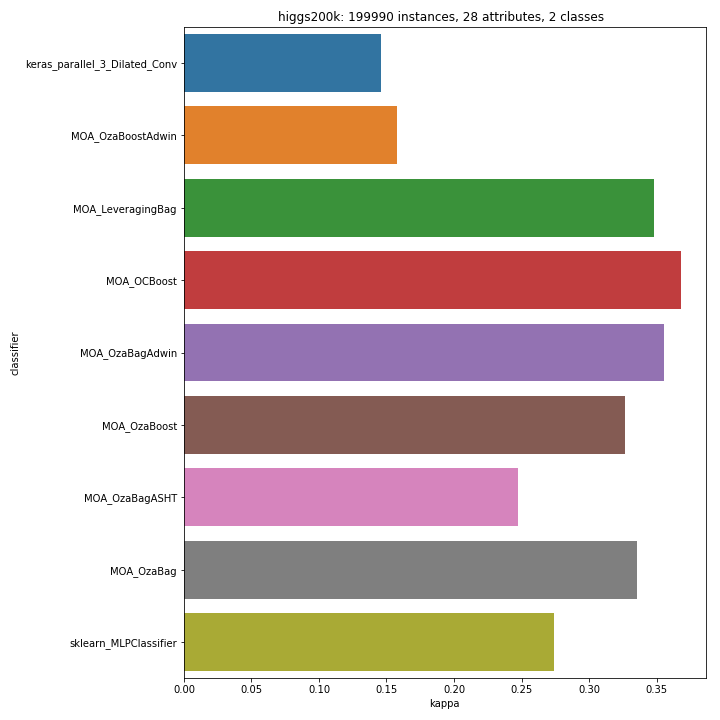 higgs200k: 199990 instances, 28 attributes, 2 classes
keras_parallel_3_Dilated_Conv
MOA_OzaBoostAdwin
MOA_LeveragingBag
MOA_OCBoost
MOA_OzaBagAdwin
MOA_OzaBoost
MOA_OzaBagASHT
MOA_OzaBag
sklearn_MLPClassifier
classifier
0.00 0.05 0.10 0.15 0.20 0.25 0.30 0.35
kappa